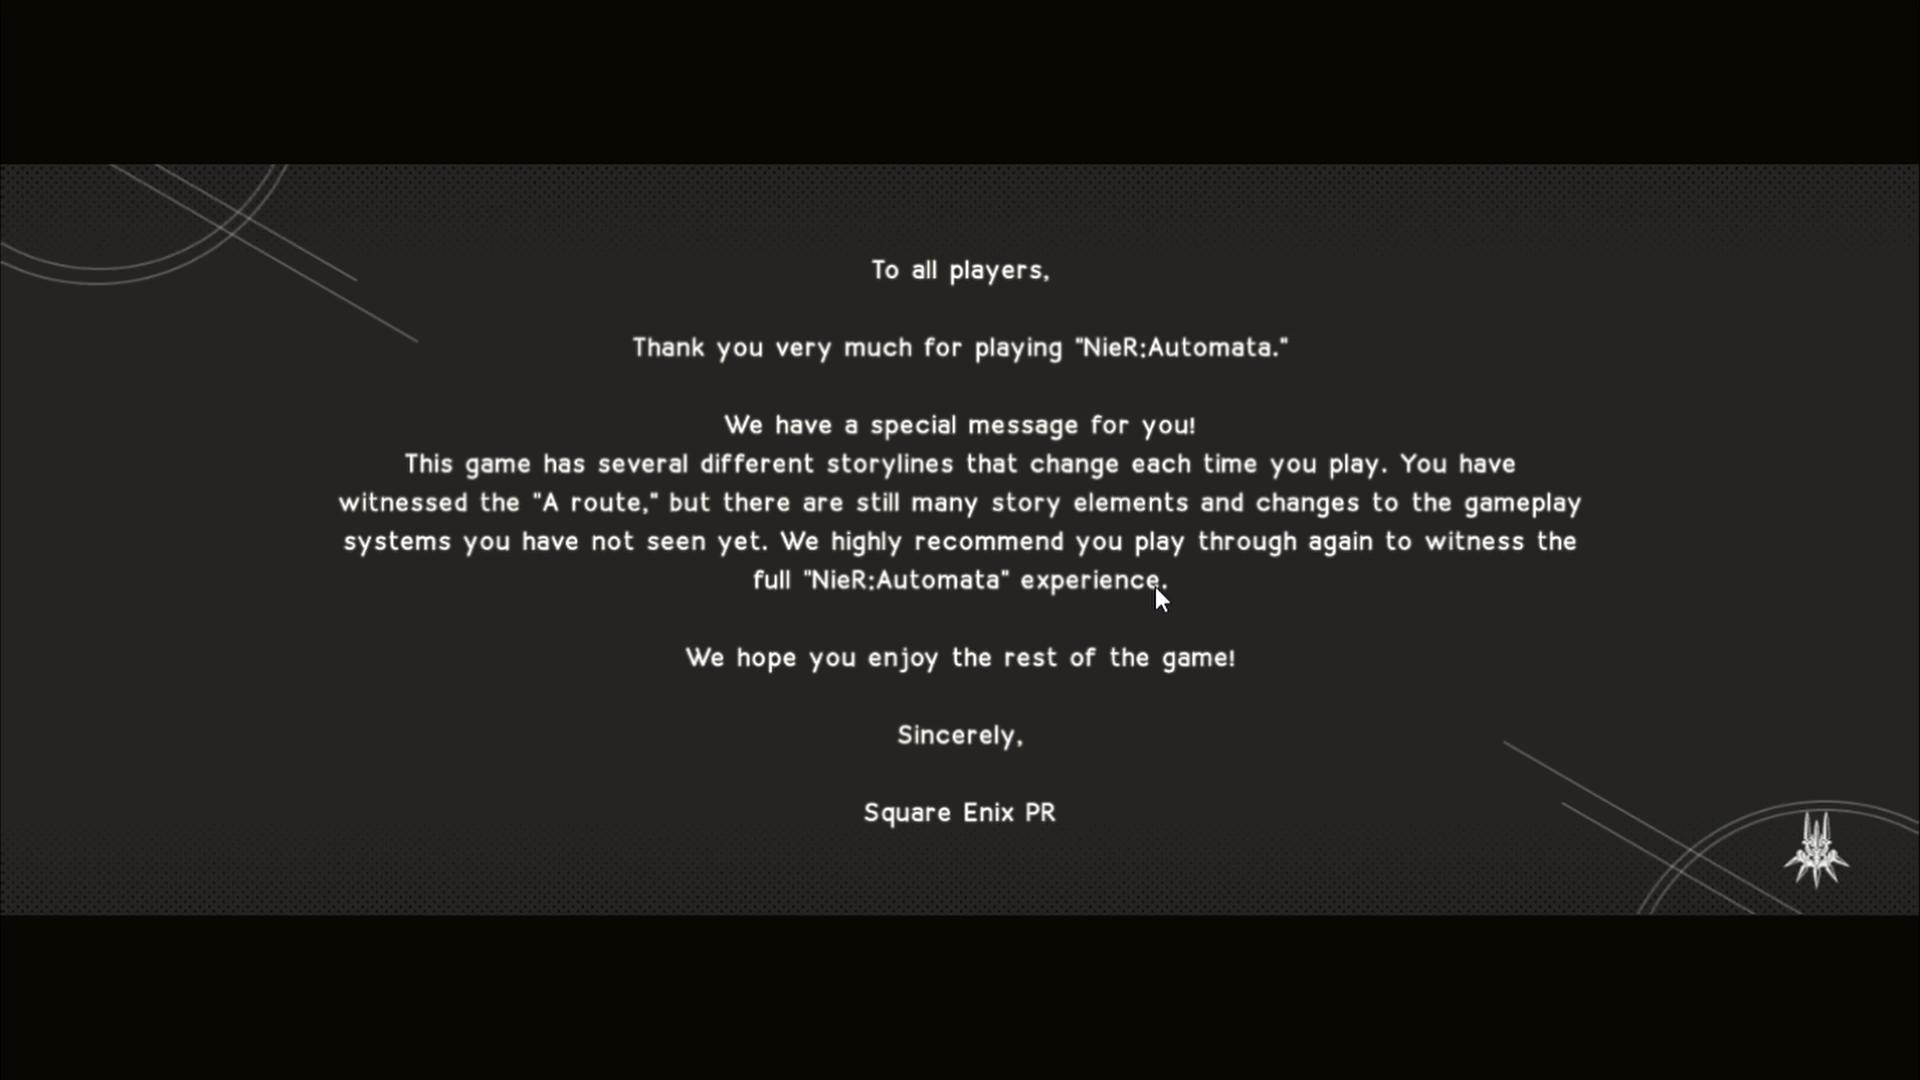 To all players,
Thank you very much for playing "NieR:Automata."
We have a special message for you!
This game has several different storylines that change each time you play. You have
witnessed the "A route," but there are still many story elements and changes to the gameplay
systems you have not seen yet. We highly recommend you play through again to witness the
full "NieR:Automata" experience.
We hope you enjoy the rest of the game!
Sincerely,
Square Enix PR